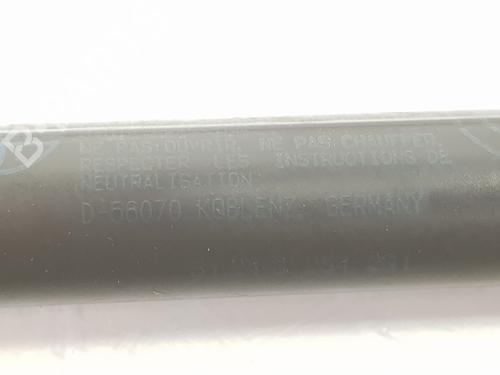 NE PAS OUVRIR, NE PAS CHAUFFER.
RESPECTER LES INSTRUCTIONS DE
NEUTRALISATION
D-56070 KOBLENZ, GERMANY